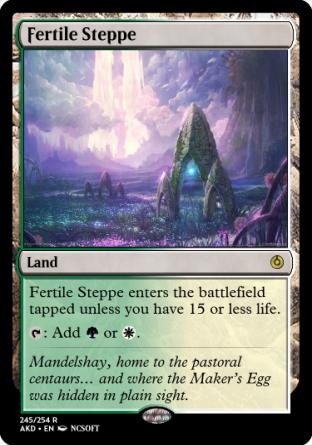 Fertile Steppe
Land
Fertile Steppe enters the battlefield
tapped unless you have 15 or less life.
: Add or .
Mandelshay, home to the pastoral
centaurs... and where the Maker's Egg
was hidden in plain sight.
245/254 R
AKD • EN NCSOFT